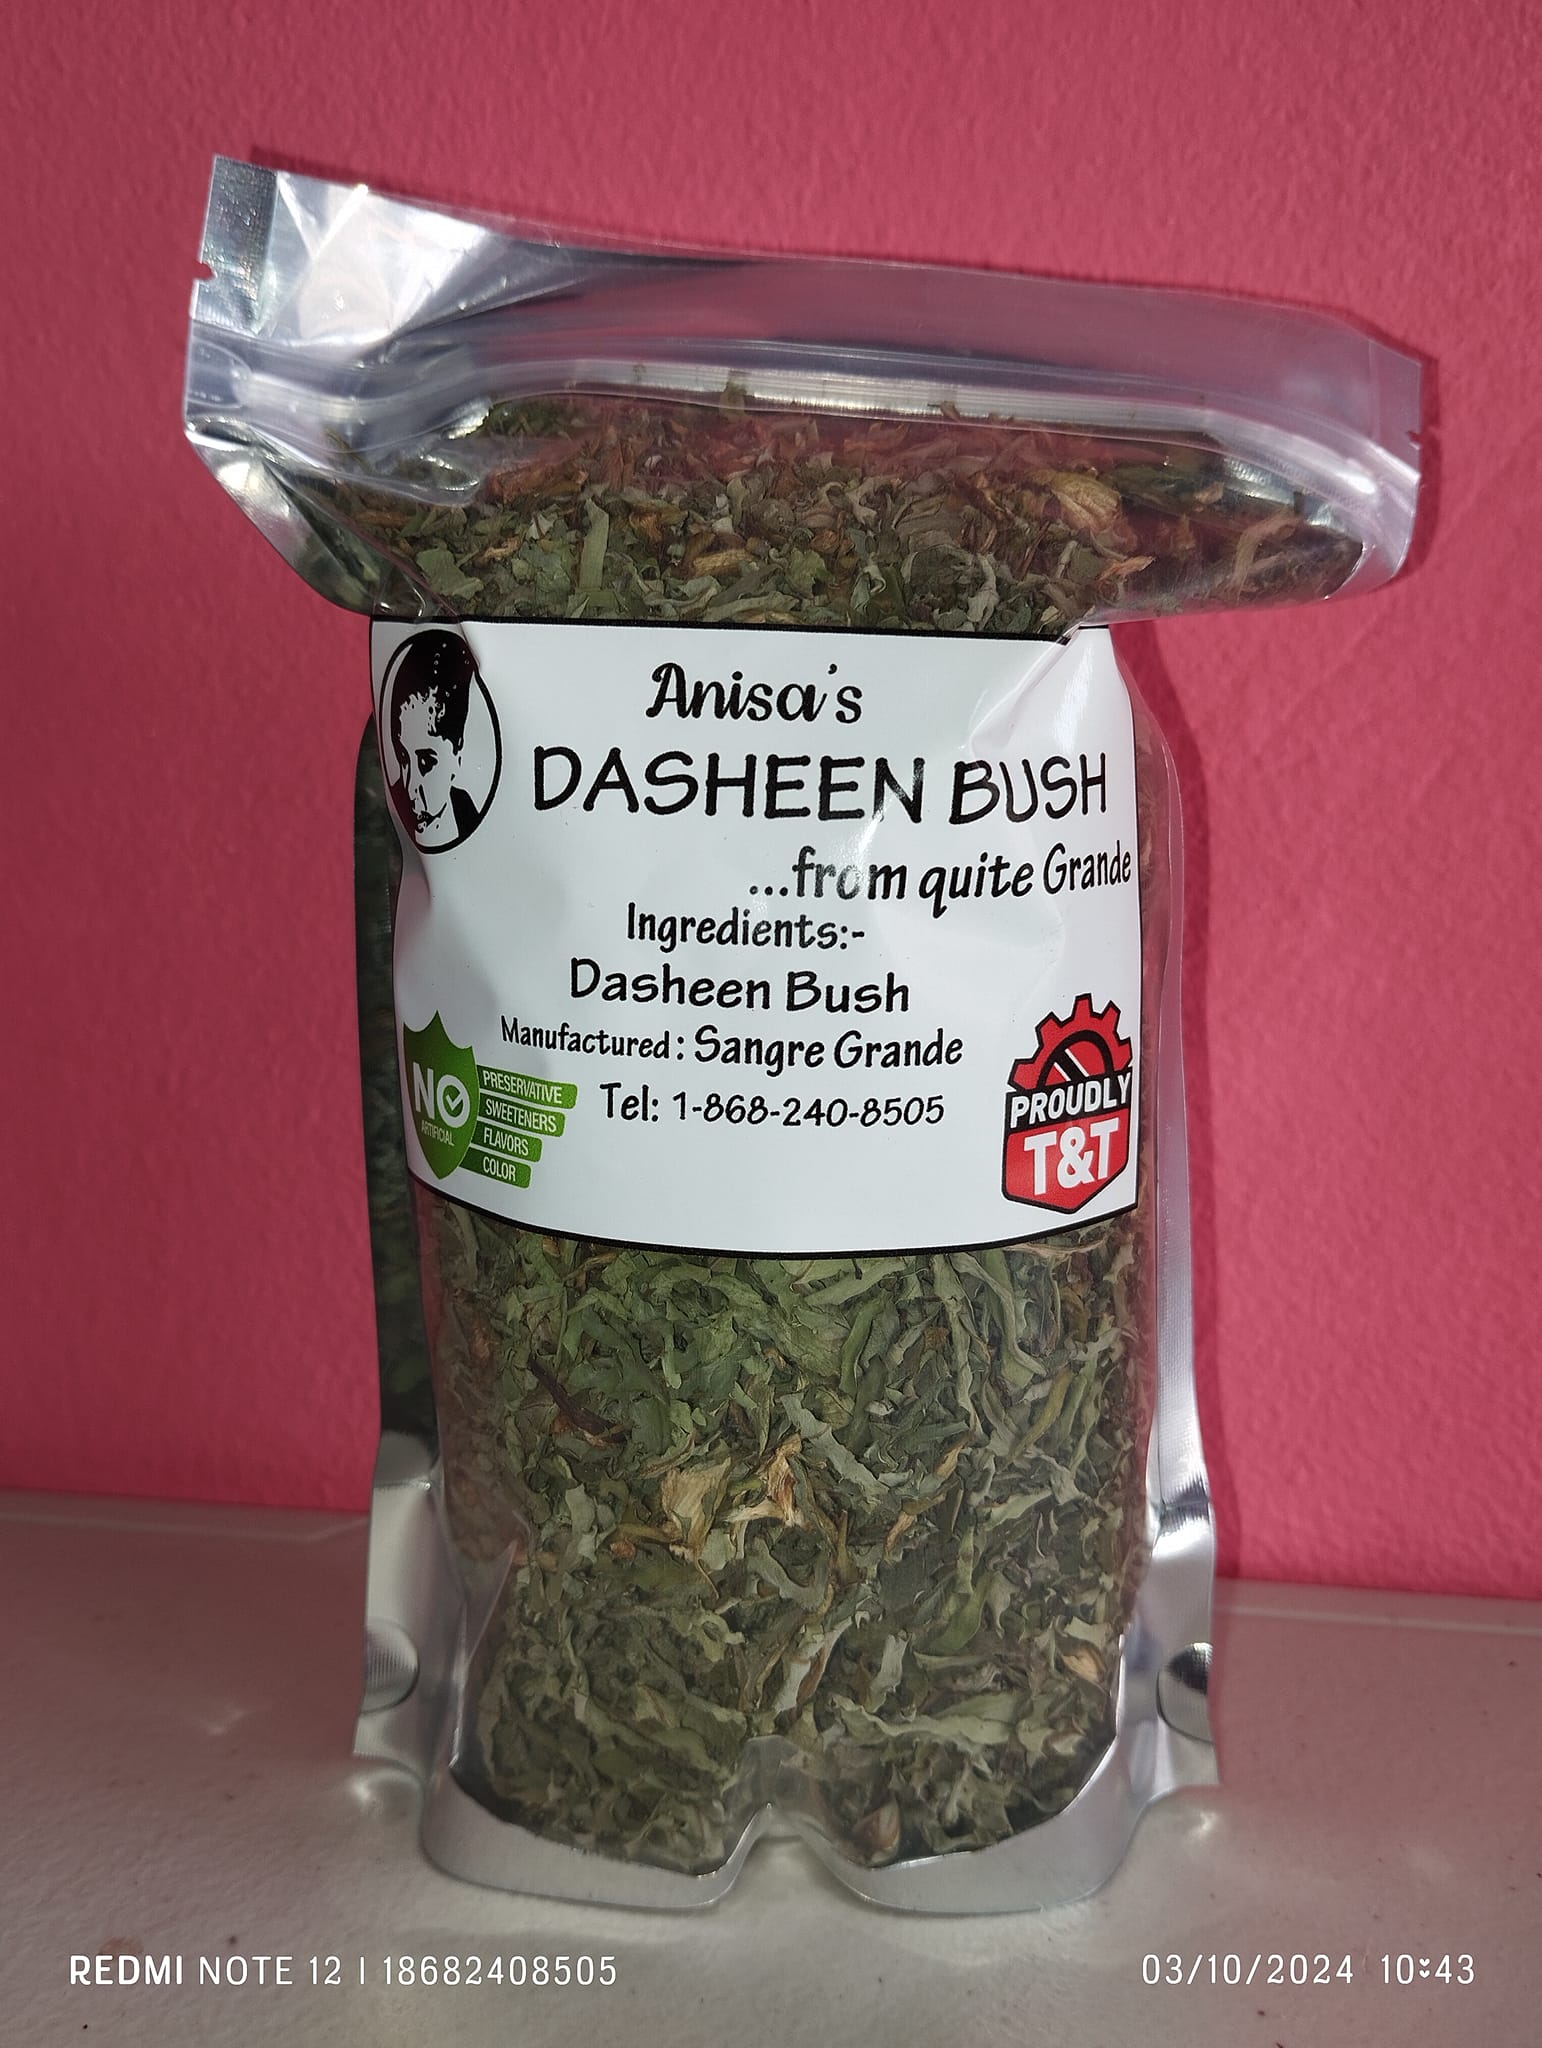 Anisa's
DASHEEN BUSH
...from quite Grande
Ingredients:-
Dasheen Bush
Manufactured: Sangre Grande
Tel: 1-868-240-8505
NO
ARTIFICIAL
PRESERVATIVE
SWEETENERS
FLAVORS
COLOR
PROUDLY
T&T
REDMI NOTE 12 | 18682408505
03/10/2024 10:43